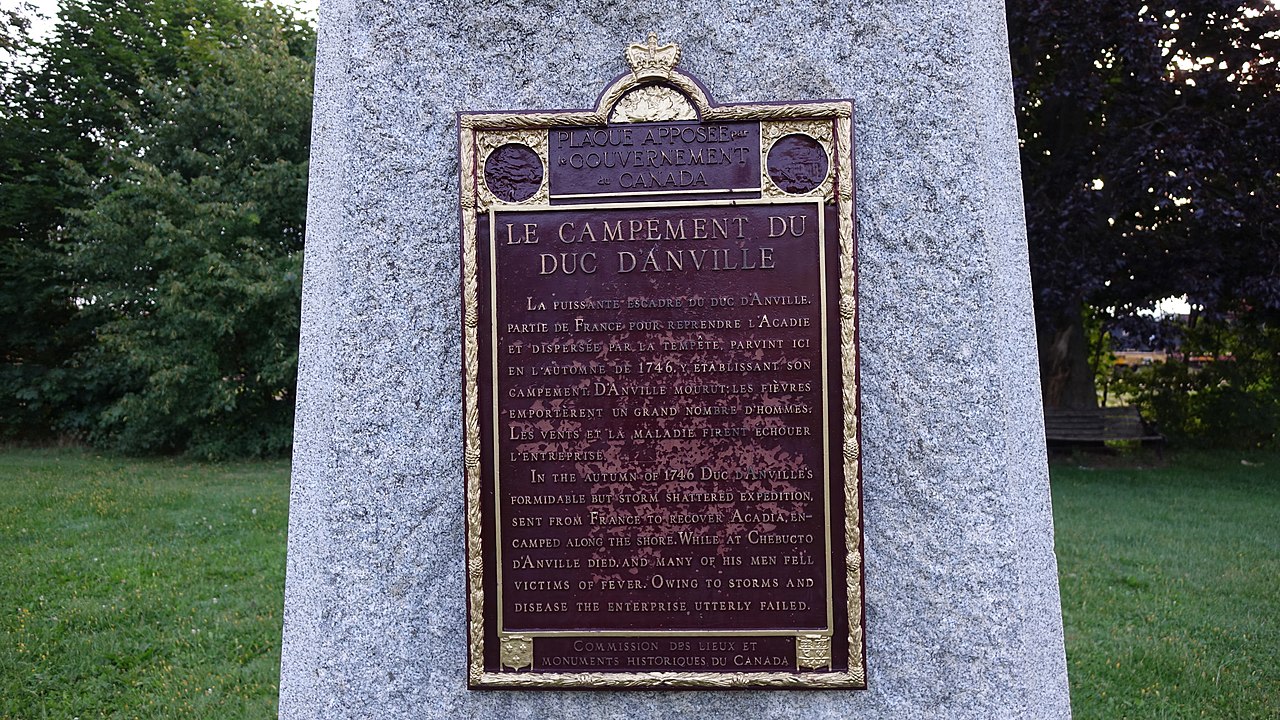 PLAQUE APPOSÉE par
le GOUVERNEMENT
du CANADA
LE CAMPEMENT DU
DUC D'ANVILLE
LA PUISSANTE ESCADRE DU DUC D'ANVILLE,
PARTIE DE FRANCE POUR REPRENDRE L'ACADIE
ET DISPERSÉE PAR LA TEMPÊTE, PARVINT ICI
EN L'AUTOMNE DE 1746, Y ETABLISSANT SON
CAMPEMENT. D'ANVILLE MOURUT; LES FIÈVRES
EMPORTÈRENT UN GRAND NOMBRE D'HOMMES.
LES VENTS ET LA MALADIE FIRENT ÉCHOUER
L'ENTREPRISE.
IN THE AUTUMN OF 1746 DUC D'ANVILLE'S
FORMIDABLE BUT STORM SHATTERED EXPEDITION,
SENT FROM FRANCE TO RECOVER ACADIA, EN-
CAMPED ALONG THE SHORE. WHILE AT CHEBUCTO
D'ANVILLE DIED, AND MANY OF HIS MEN FELL
VICTIMS OF FEVER. OWING TO STORMS AND
DISEASE THE ENTERPRISE UTTERLY FAILED.
COMMISSION DES LIEUX ET
MONUMENTS HISTORIQUES DU CANADA